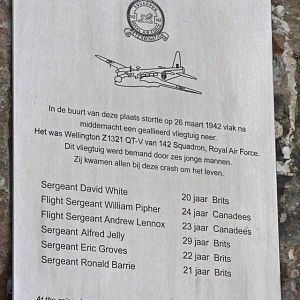 In de buurt van deze plaats stortte op 26 maart 1942 vlak na
middernacht een geallieerd vliegtuig neer.
Het was Wellington Z1321 QT-V van 142 Squadron, Royal Air Force.
Dit vliegtuig werd bemand door zes jonge mannen.
Zij kwamen allen bij deze crash om het leven.
Sergeant David White 20 jaar Brits
Flight Sergeant William Pipher 24 jaar Canadees
Flight Sergeant Andrew Lennox 23 jaar Canadees
Sergeant Alfred Jelly 29 jaar Brits
Sergeant Eric Groves 22 jaar Brits
Sergeant Ronald Barrie 21 jaar Brits